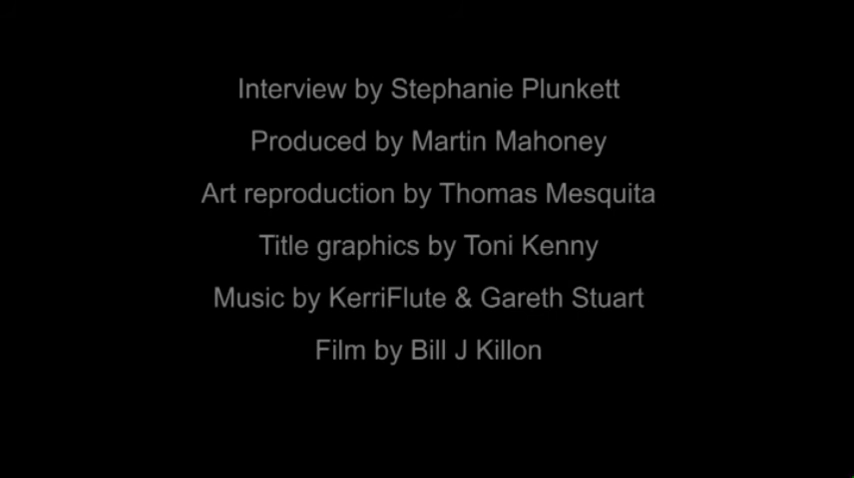 Interview by Stephanie Plunkett
Produced by Martin Mahoney
Art reproduction by Thomas Mesquita
Title graphics by Toni Kenny
Music by KerriFlute & Gareth Stuart
Film by Bill J Killon